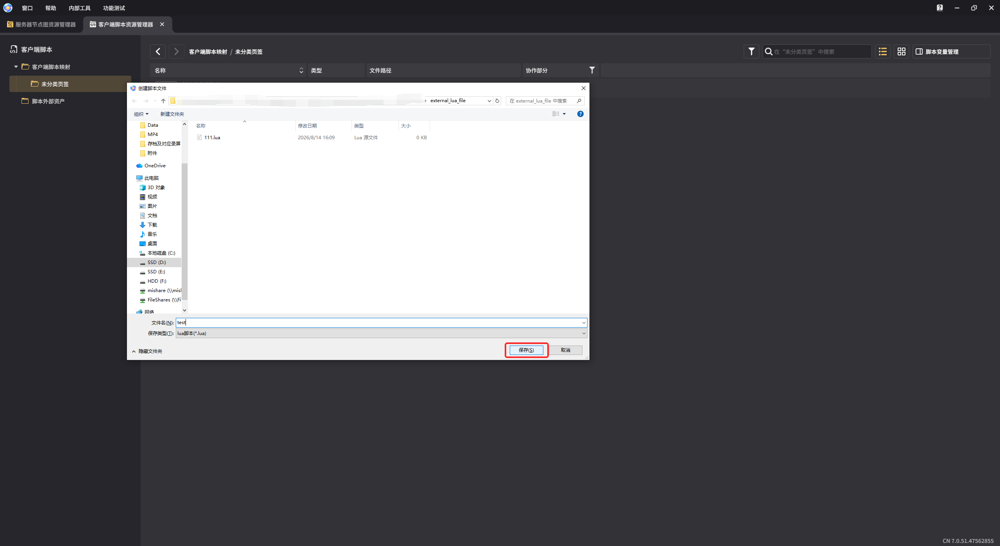 窗口 帮助 内部工具 功能测试
服务器节点图资源管理器 客户端脚本资源管理器
客户端脚本
客户端脚本映射
未分类页签
脚本外部资产
客户端脚本映射 / 未分类页签
在 “未分类页签” 中搜索
脚本变量管理
名称 类型 文件路径 协作部分
创建脚本文件
external_lua_file
在 external_lua_file 中搜索
组织 新建文件夹
名称 修改日期 类型 大小
111.lua 2026/8/14 16:09 Lua 源文件 0 KB
Data
MP4
存档及对应录屏
附件
OneDrive
此电脑
3D 对象
视频
图片
文档
下载
音乐
桌面
本地磁盘 (C:)
SSD (D:)
SSD (E:)
HDD (F:)
mishare (\\misl
FileShares (\\Fi
网络
文件名(N): test
保存类型(T): lua脚本(*.lua)
隐藏文件夹
保存(S) 取消
CN 7.0.51.47562855